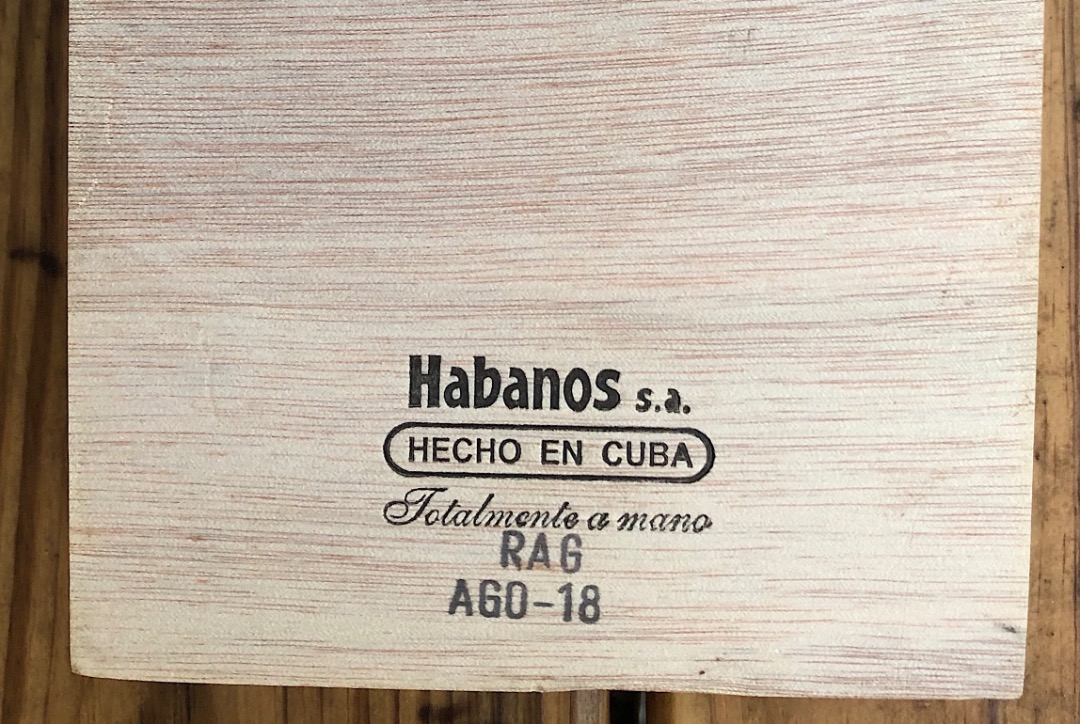 Habanos s.a.
HECHO EN CUBA
Totalmente a mano
RAG
AGO-18